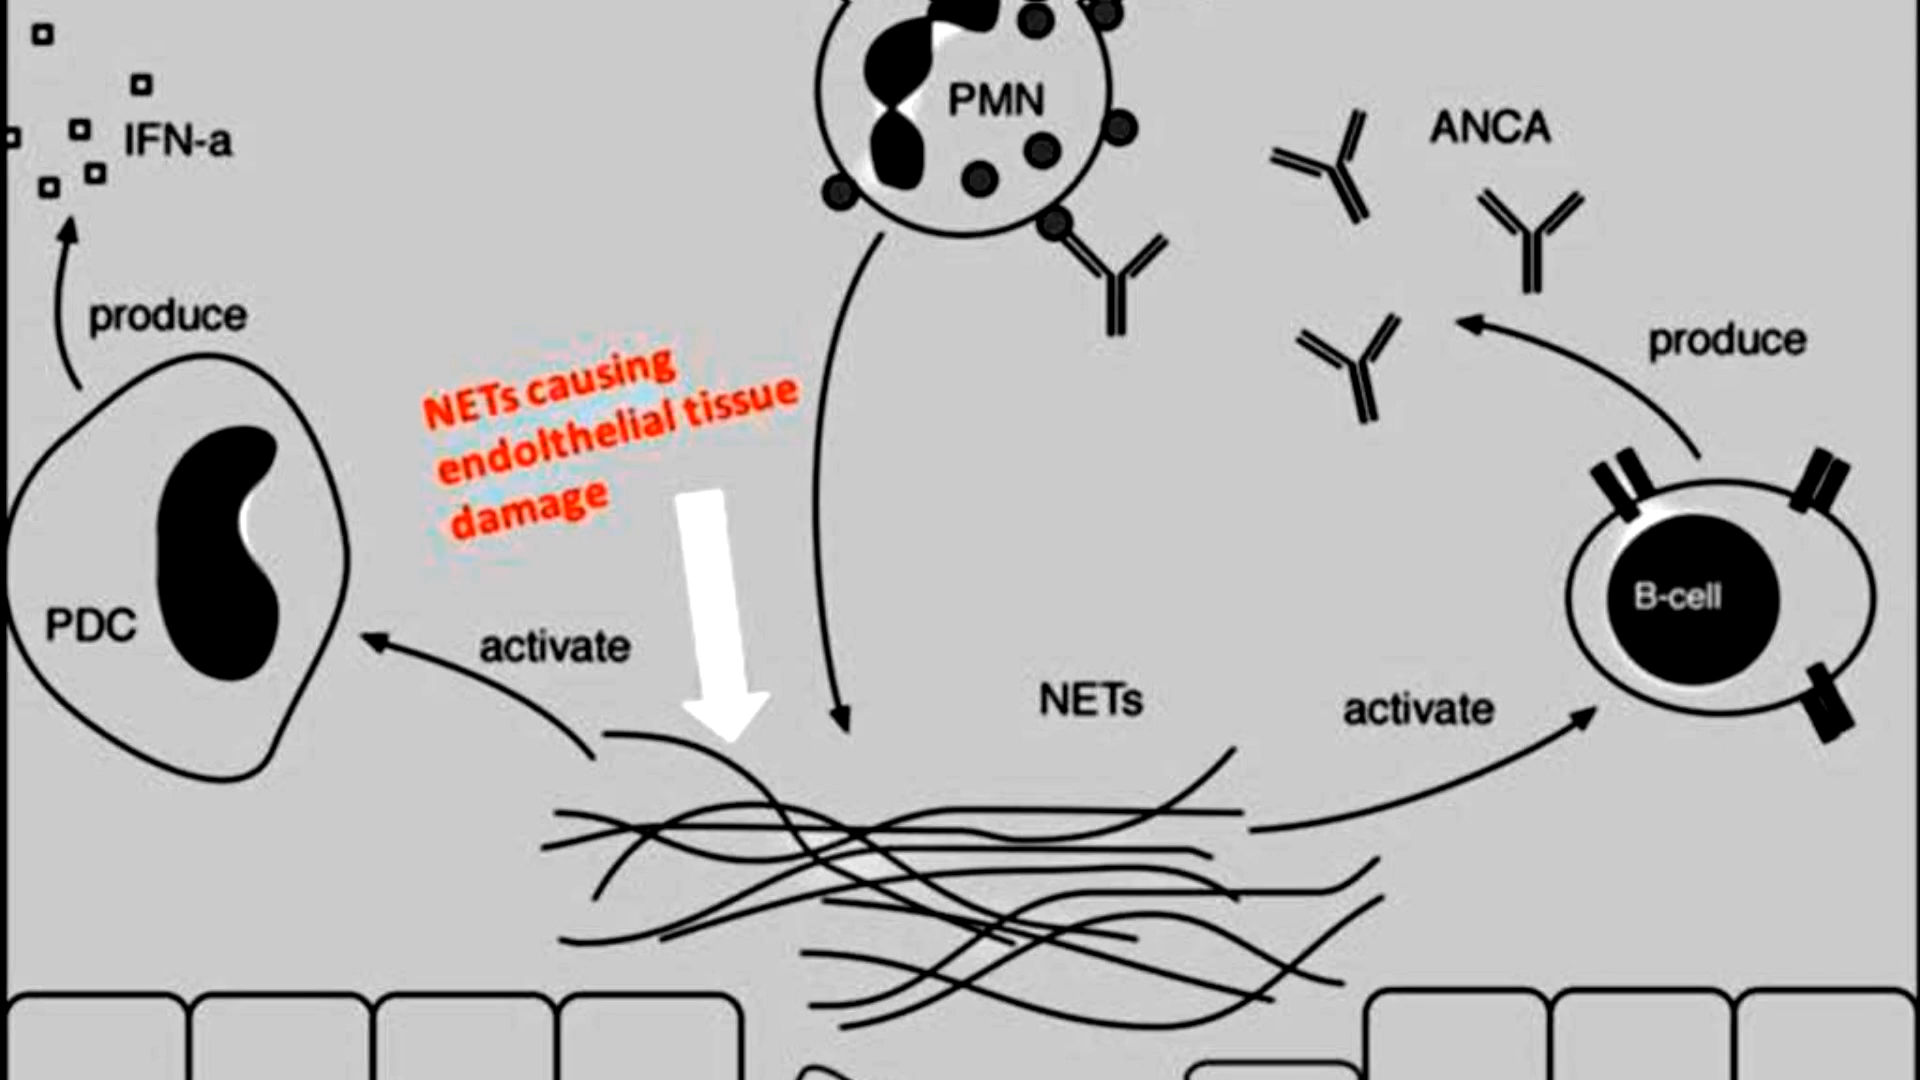 PMN
ANCA
IFN-a
produce
produce
NETs causing
endolthelial tissue
damage
B-cell
PDC
activate
NETs
activate